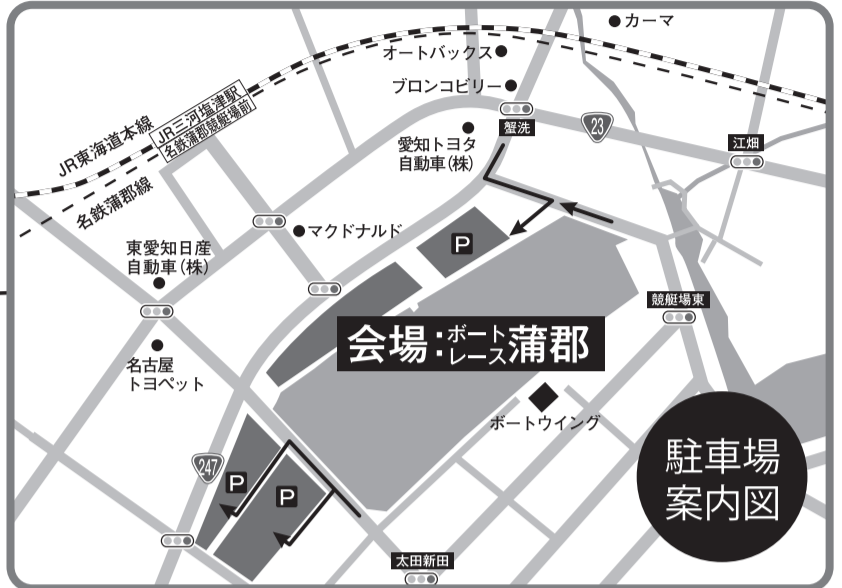 カーマ
オートバックス
ブロンコビリー
蟹洗
23
愛知トヨタ
自動車(株)
江畑
JR東海道本線
JR三河塩津駅
名鉄蒲郡競艇場前
名鉄蒲郡線
マクドナルド
P
東愛知日産
自動車(株)
競艇場東
会場:ボートレース蒲郡
名古屋
トヨペット
ボートウイング
247
P
P
駐車場
案内図
太田新田